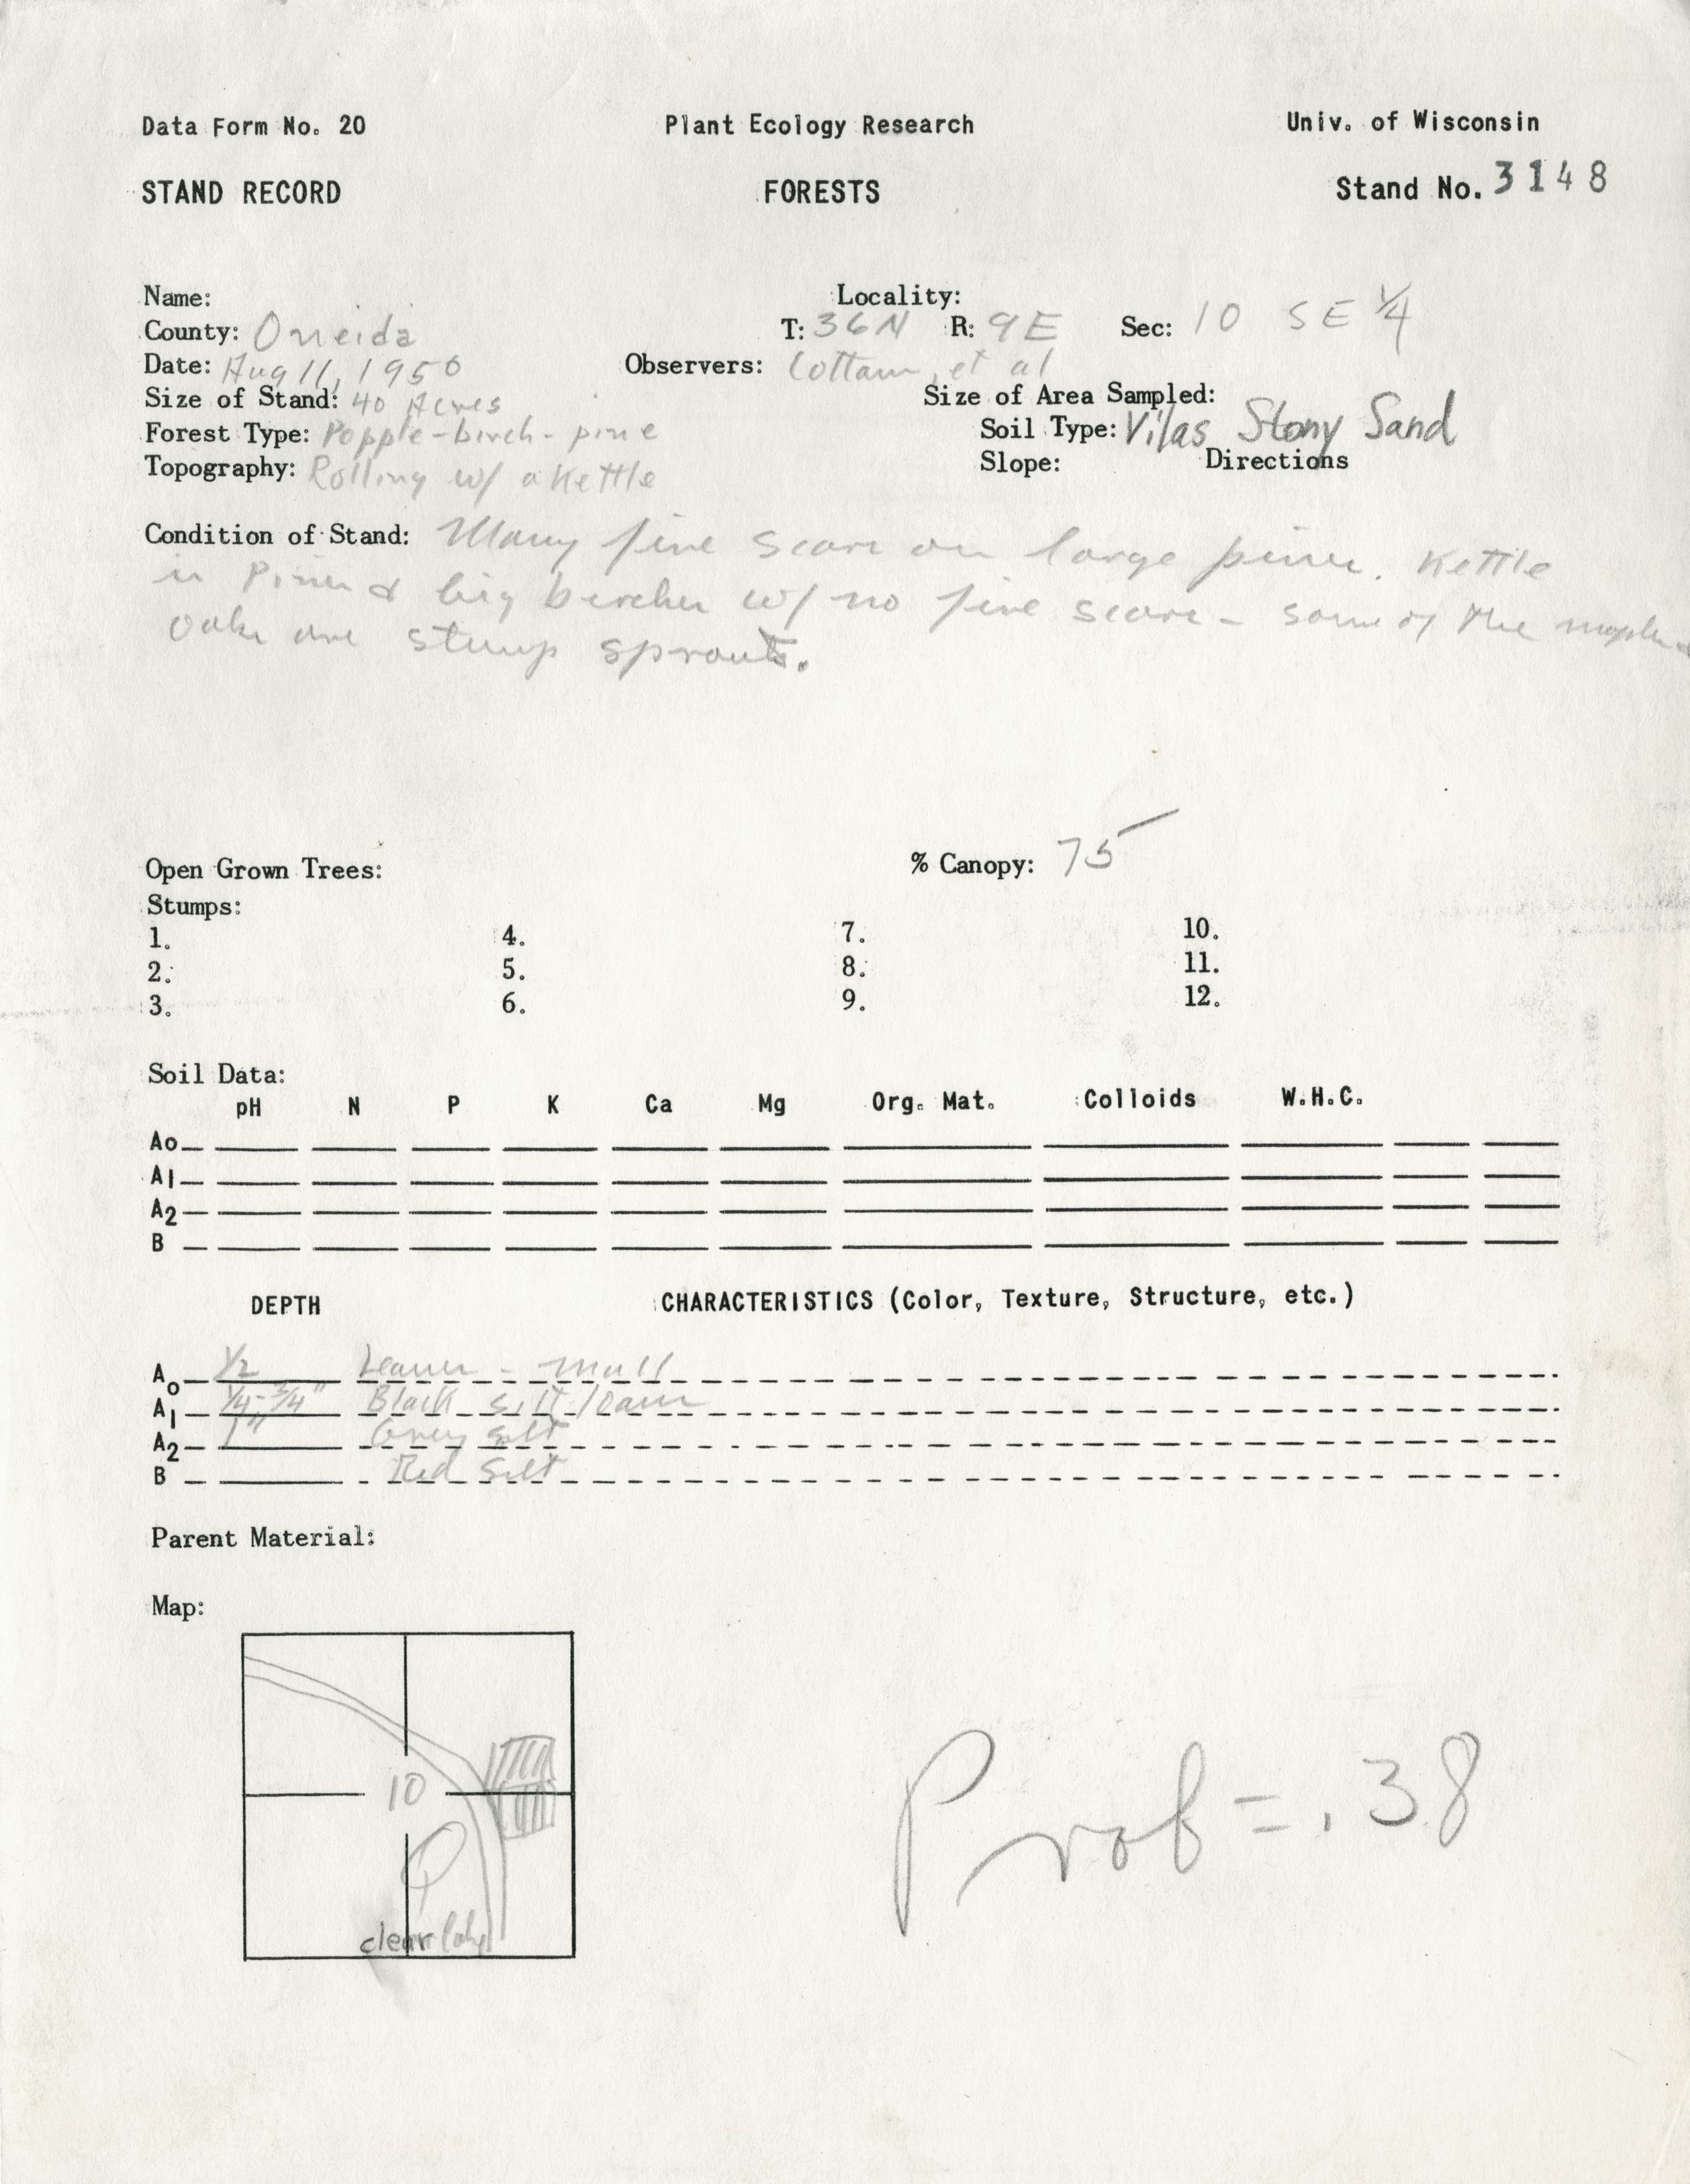 Data Form No. 20 Plant Ecology Research Univ. of Wisconsin
STAND RECORD FORESTS Stand No. 3148
Name: Locality:
County: Oneida T: 36N R: 9E Sec: 10 SE 1/4
Date: Aug 11, 1950 Observers: Cottam, et al
Size of Stand: 40 Acres Size of Area Sampled:
Forest Type: Popple-birch-pine Soil Type: Vilas Stony Sand
Topography: Rolling w/ a Kettle Slope: Directions
Condition of Stand: Many fire scars on large pines. Kettle
is Pines & big birches w/ no fire scars - some of the maples &
oaks are stump sprouts.
Open Grown Trees: % Canopy: 75
Stumps:
1. 4. 7. 10.
2. 5. 8. 11.
3. 6. 9. 12.
Soil Data:
pH N P K Ca Mg Org. Mat. Colloids W.H.C.
Ao
A1
A2
B
DEPTH CHARACTERISTICS (Color, Texture, Structure, etc.)
Ao 1/2 Leaves - mull
A1 1/4-3/4" Black silt loam
A2 1" Grey silt
B Red Silt
Parent Material:
Map:
10
clear lake
Prob = .38